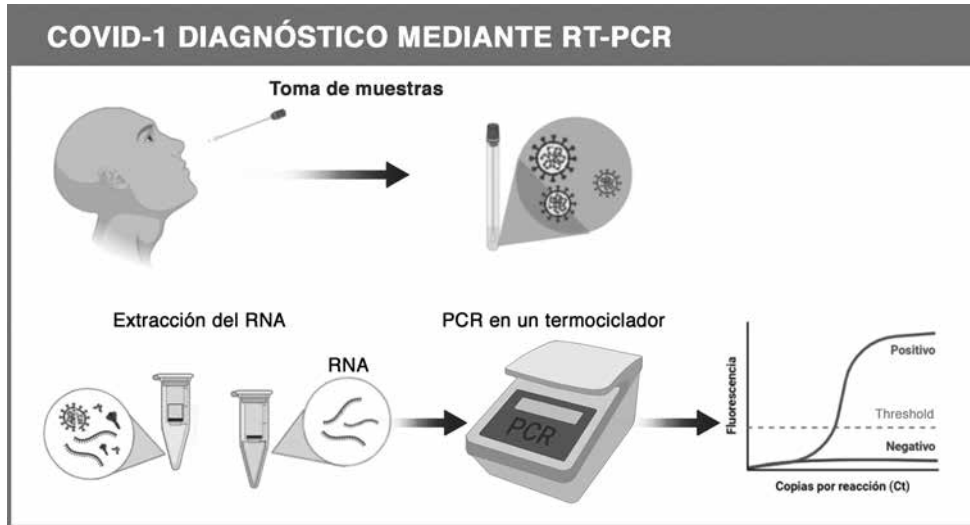 COVID-1 DIAGNÓSTICO MEDIANTE RT-PCR
Toma de muestras
Extracción del RNA
PCR en un termociclador
RNA
PCR
Fluorescencia
Positivo
Threshold
Negativo
Copias por reacción (Ct)